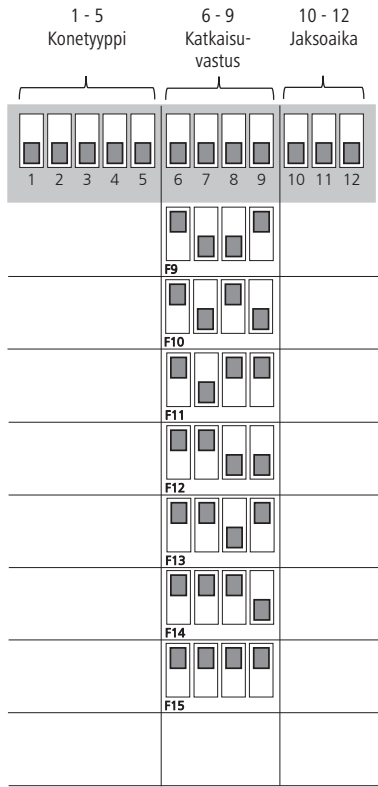 1 - 5 6 - 9 10 - 12
Konetyyppi Katkaisu- Jaksoaika
vastus
1 2 3 4 5 6 7 8 9 10 11 12
F9
F10
F11
F12
F13
F14
F15